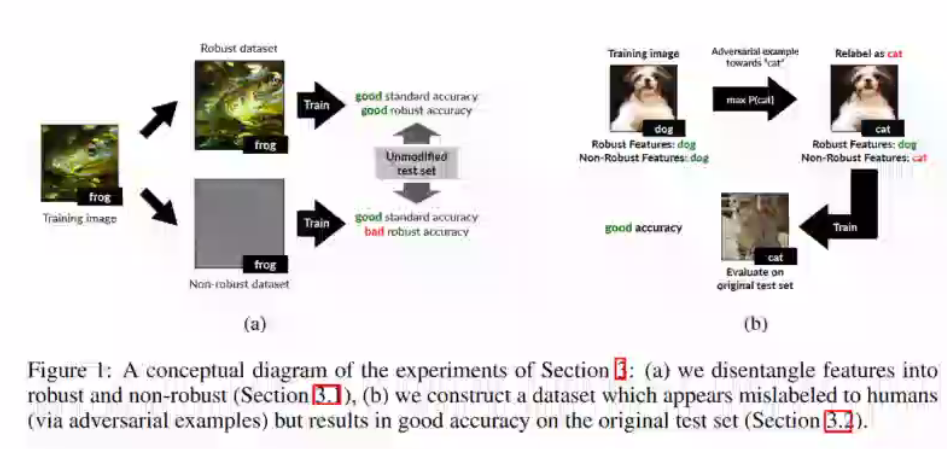 Robust dataset
frog
Train
good standard accuracy
good robust accuracy
Unmodified
test set
frog
Training image
frog
Non-robust dataset
Train
good standard accuracy
bad robust accuracy
(a)
Training image
dog
Robust Features: dog
Non-Robust Features: dog
Adversarial example
towards "cat"
max P(cat)
Relabel as cat
cat
Robust Features: dog
Non-Robust Features: cat
Train
good accuracy
cat
Evaluate on
original test set
(b)
Figure 1: A conceptual diagram of the experiments of Section 3: (a) we disentangle features into
robust and non-robust (Section 3.1), (b) we construct a dataset which appears mislabeled to humans
(via adversarial examples) but results in good accuracy on the original test set (Section 3.2).